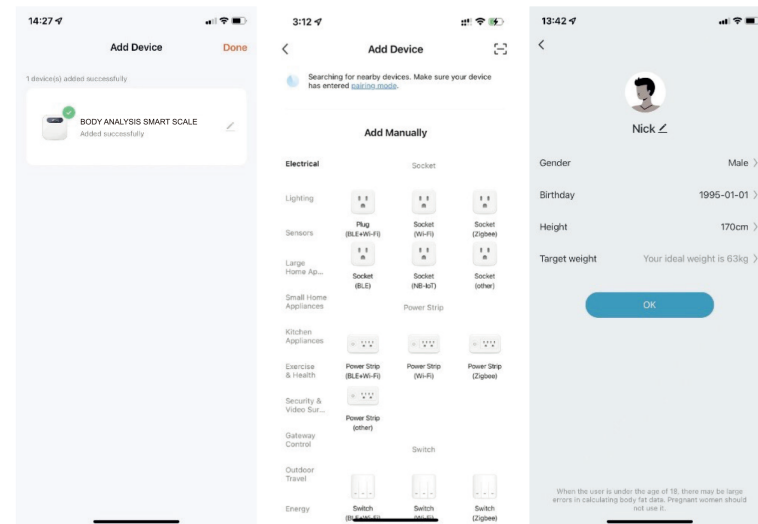 14:27
Add Device
Done
1 device(s) added successfully
BODY ANALYSIS SMART SCALE
Added successfully
3:12
Add Device
Searching for nearby devices. Make sure your device
has entered pairing mode.
Add Manually
Electrical
Lighting
Sensors
Large
Home Ap...
Small Home
Appliances
Kitchen
Appliances
Exercise
& Health
Security &
Video Sur...
Gateway
Control
Outdoor
Travel
Energy
Socket
Plug
(BLE+Wi-Fi)
Socket
(Wi-Fi)
Socket
(Zigbee)
Socket
(BLE)
Socket
(NB-IoT)
Socket
(other)
Power Strip
Power Strip
(BLE+Wi-Fi)
Power Strip
(Wi-Fi)
Power Strip
(Zigbee)
Power Strip
(other)
Switch
Switch
(BLE+Wi-Fi)
Switch
(Wi-Fi)
Switch
(Zigbee)
13:42
Nick
Gender Male
Birthday 1995-01-01
Height 170cm
Target weight Your ideal weight is 63kg
OK
When the user is under the age of 18, there may be large
errors in calculating body fat data. Pregnant women should
not use it.